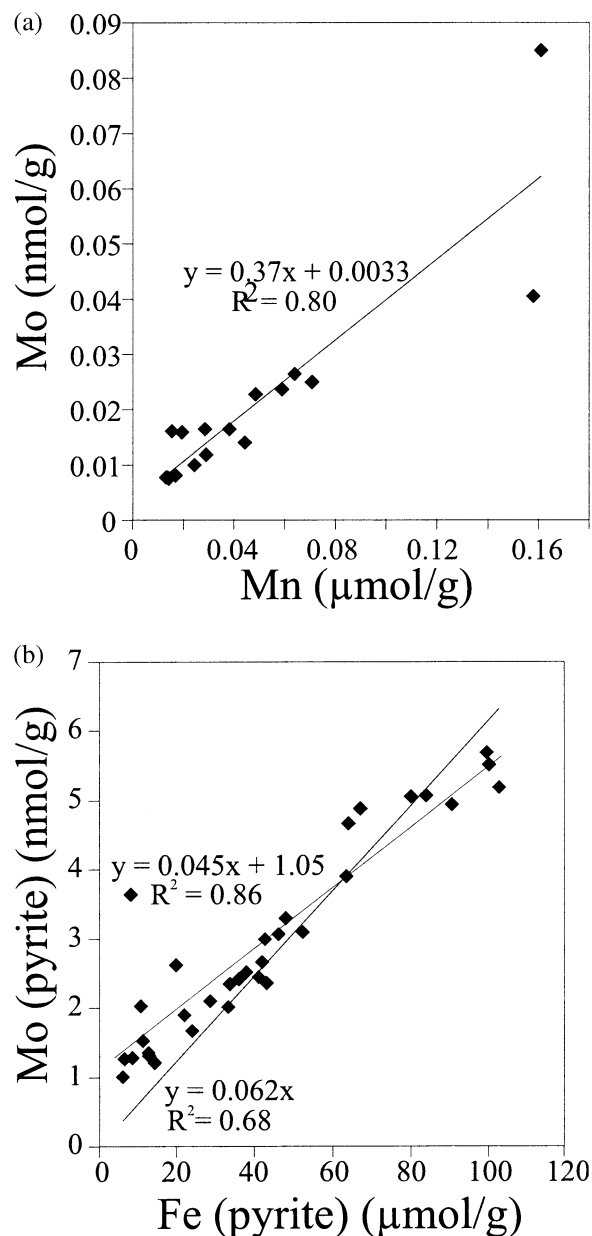 (a)
0.09
0.08
0.07
0.06
0.05
0.04
0.03
0.02
0.01
0
Mo (nmol/g)
y = 0.37x + 0.0033
R² = 0.80
0 0.04 0.08 0.12 0.16
Mn (µmol/g)
(b)
7
6
5
4
3
2
1
0
Mo (pyrite) (nmol/g)
y = 0.045x + 1.05
R² = 0.86
y = 0.062x
R² = 0.68
0 20 40 60 80 100 120
Fe (pyrite) (µmol/g)